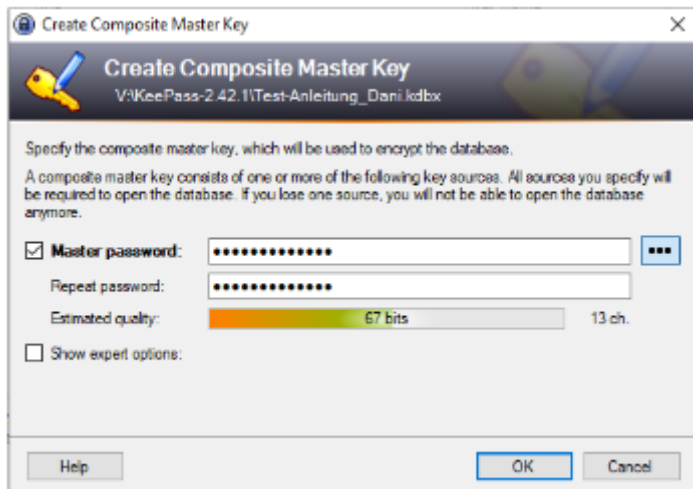 Create Composite Master Key
Create Composite Master Key
V:\KeePass-2.42.1\Test-Anleitung_Dani.kdbx
Specify the composite master key, which will be used to encrypt the database.
A composite master key consists of one or more of the following key sources. All sources you specify will
be required to open the database. If you lose one source, you will not be able to open the database
anymore.
Master password: •••••••••••••
Repeat password: •••••••••••••
Estimated quality: 67 bits 13 ch.
Show expert options:
Help OK Cancel